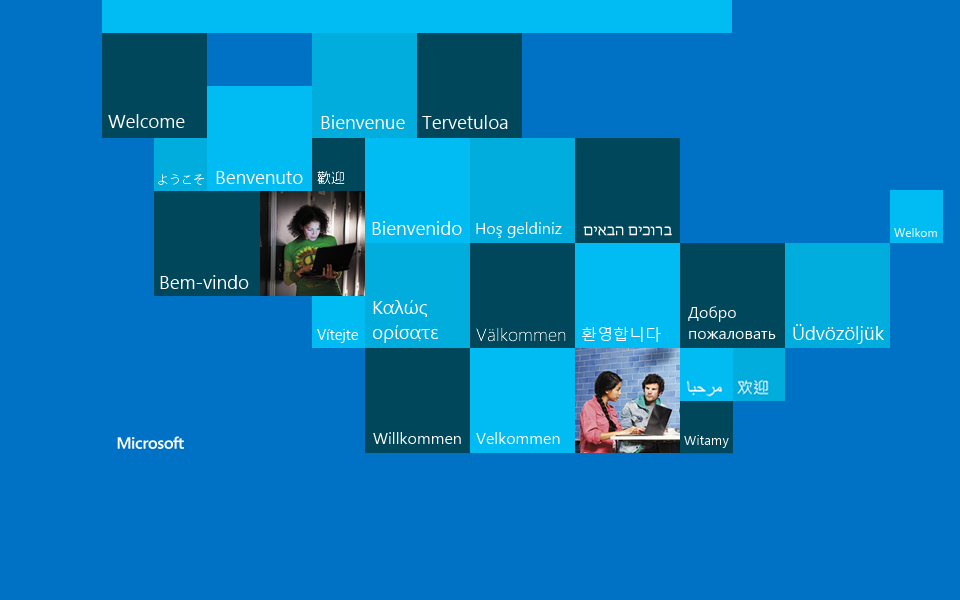 Welcome
Bienvenue
Tervetuloa
ようこそ
Benvenuto
歡迎
Bienvenido
Hoş geldiniz
ברוכים הבאים
Welkom
Bem-vindo
Vítejte
Καλώς
ορίσατε
Välkommen
환영합니다
Добро
пожаловать
Üdvözöljük
Willkommen
Velkommen
مرحبا
欢迎
Witamy
Microsoft